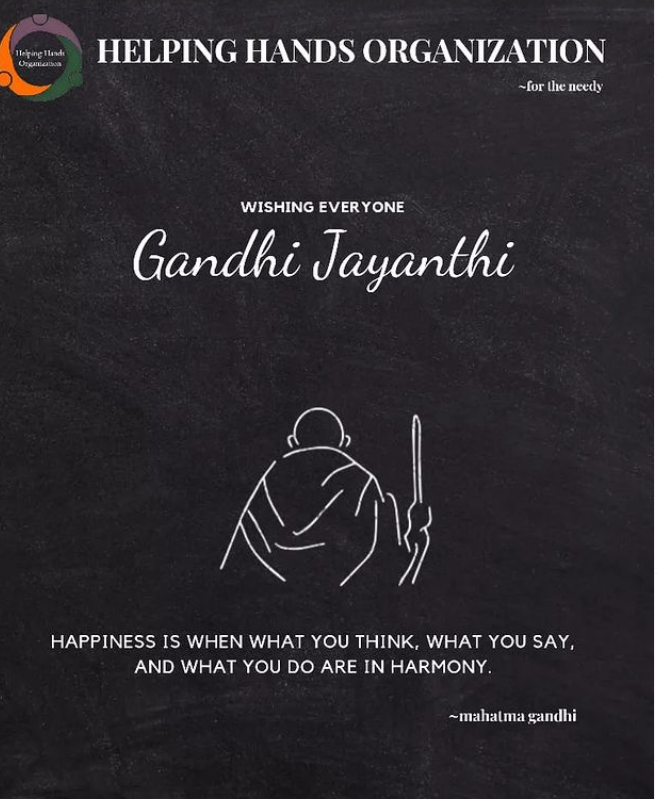 Helping Hands
Organization
HELPING HANDS ORGANIZATION
~for the needy
WISHING EVERYONE
Gandhi Jayanthi
HAPPINESS IS WHEN WHAT YOU THINK, WHAT YOU SAY,
AND WHAT YOU DO ARE IN HARMONY.
~mahatma gandhi